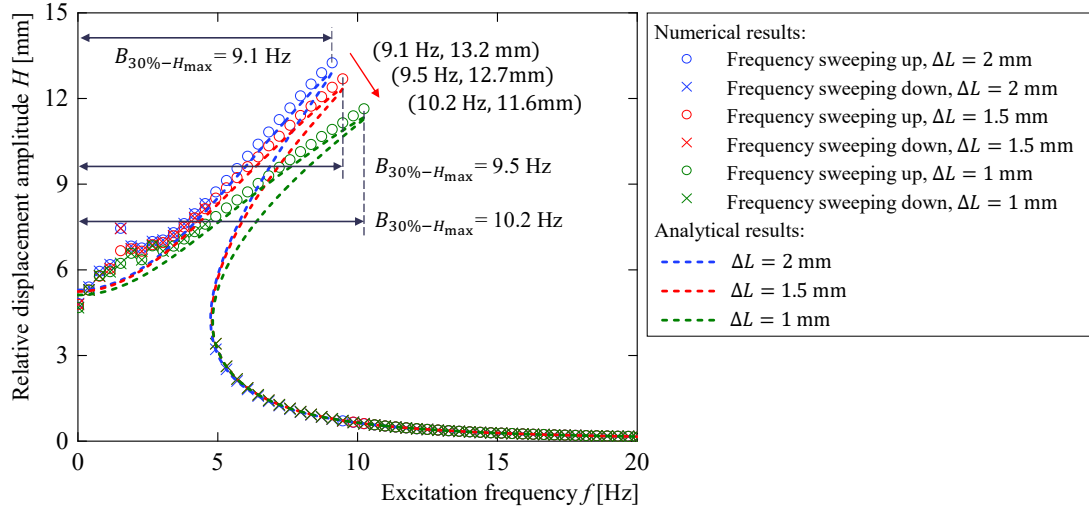 Relative displacement amplitude H [mm]
15
12
9
6
3
0
0
5
10
15
20
Excitation frequency f [Hz]
B30%−Hmax = 9.1 Hz
(9.1 Hz, 13.2 mm)
(9.5 Hz, 12.7mm)
(10.2 Hz, 11.6mm)
B30%−Hmax = 9.5 Hz
B30%−Hmax = 10.2 Hz
Numerical results:
Frequency sweeping up, ΔL = 2 mm
Frequency sweeping down, ΔL = 2 mm
Frequency sweeping up, ΔL = 1.5 mm
Frequency sweeping down, ΔL = 1.5 mm
Frequency sweeping up, ΔL = 1 mm
Frequency sweeping down, ΔL = 1 mm
Analytical results:
ΔL = 2 mm
ΔL = 1.5 mm
ΔL = 1 mm